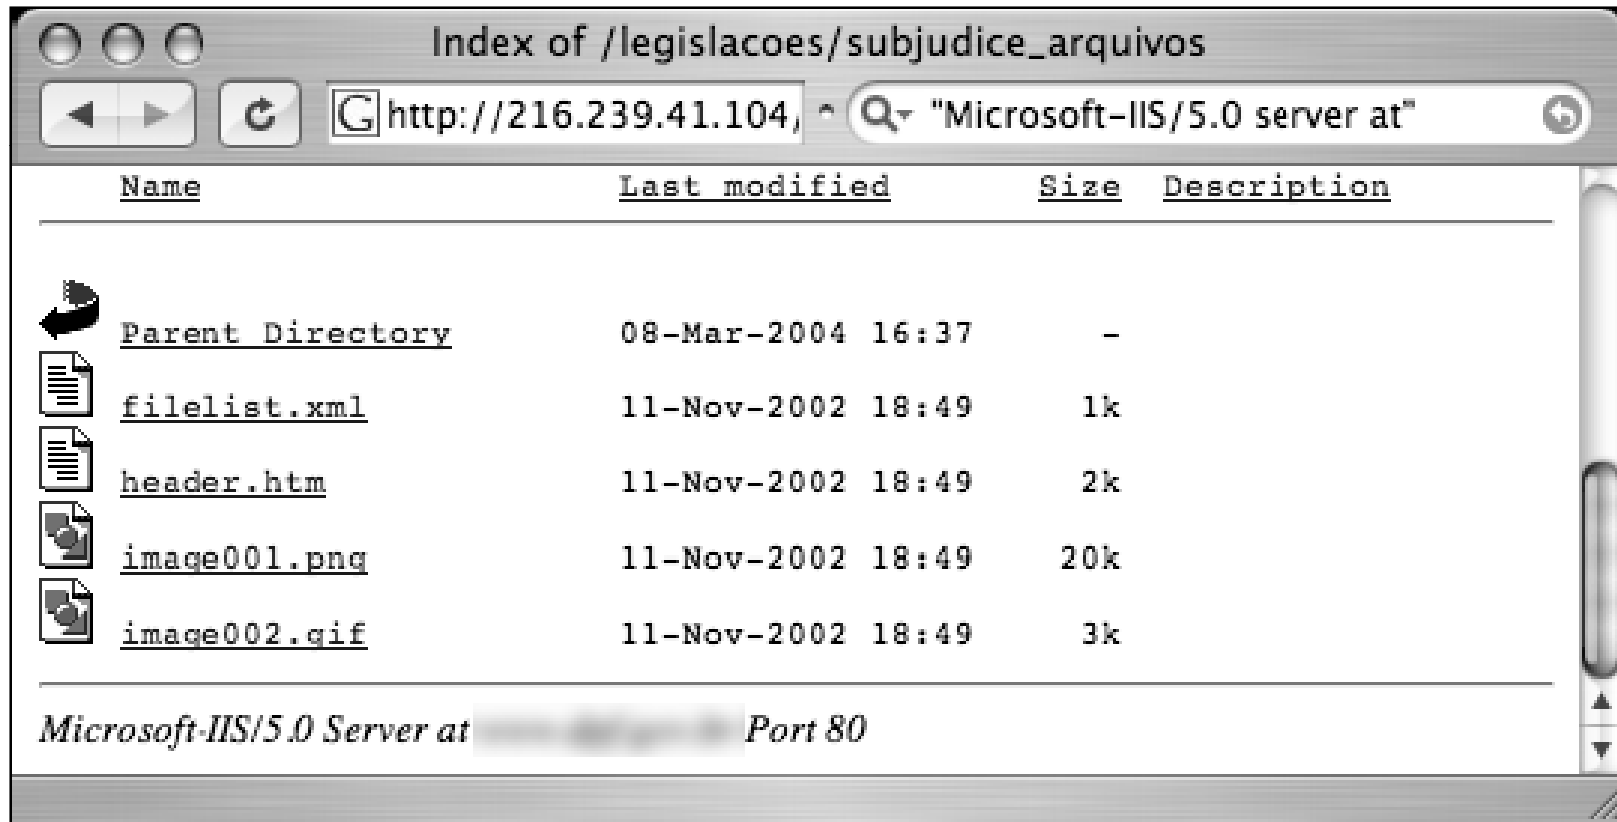 Index of /legislacoes/subjudice_arquivos
http://216.239.41.104/ "Microsoft-IIS/5.0 server at"
Name Last modified Size Description
Parent Directory 08-Mar-2004 16:37 -
filelist.xml 11-Nov-2002 18:49 1k
header.htm 11-Nov-2002 18:49 2k
image001.png 11-Nov-2002 18:49 20k
image002.gif 11-Nov-2002 18:49 3k
Microsoft-IIS/5.0 Server at Port 80